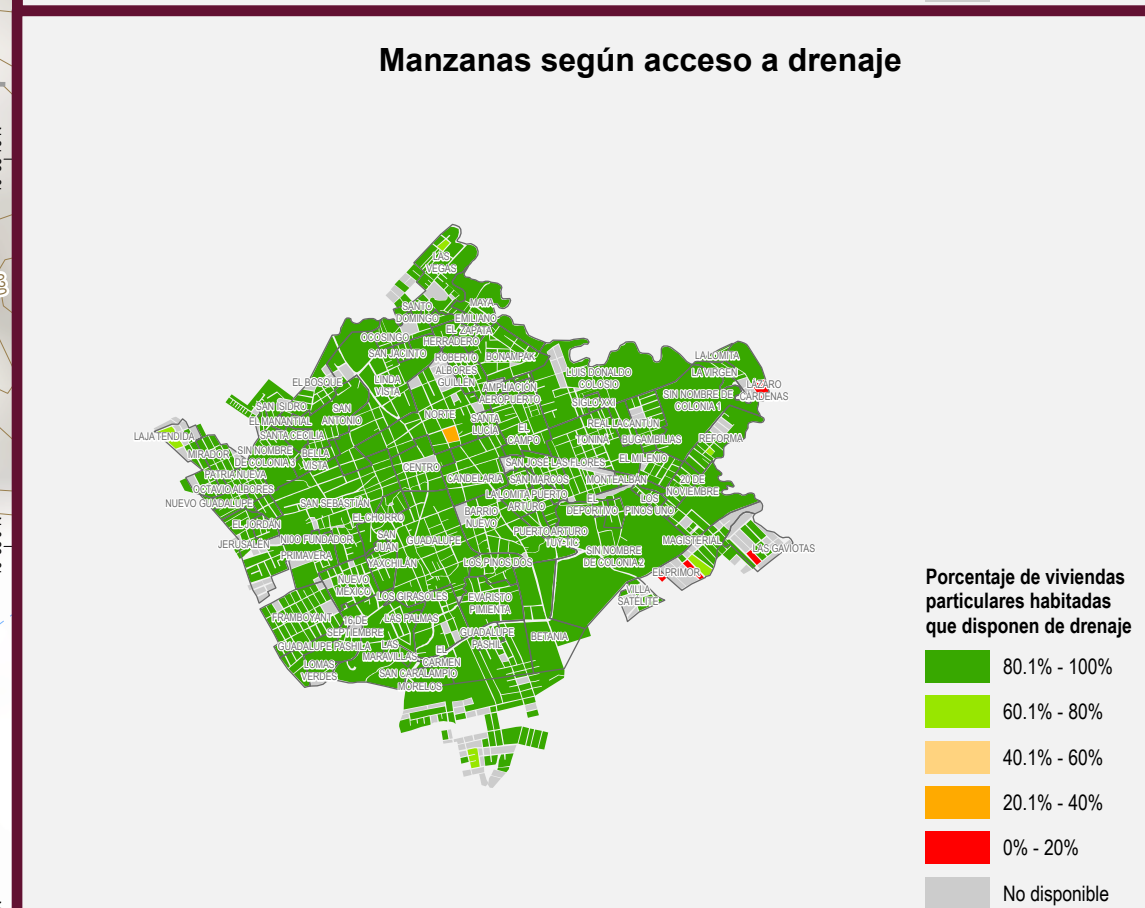 Manzanas según acceso a drenaje
LAS
VEGAS
SANTO
DOMINGO
MAYA
EMILIANO
ZAPATA
OCOSINGO
EL
HERRADERO
SAN JACINTO
ROBERTO
ALBORES
GUILLÉN
BONAMPAK
LUIS DONALDO
COLOSIO
LA LOMITA
LA VIRGEN
LÁZARO
CÁRDENAS
EL BOSQUE
LINDA
VISTA
AMPLIACIÓN
AEROPUERTO
SIGLO XXI
SIN NOMBRE DE
COLONIA 1
SAN ISIDRO
EL MANANTIAL
SAN
ANTONIO
NORTE
SANTA
LUCÍA
EL
CAMPO
REAL LACANTÚN
TONINA
BUGAMBILIAS
REFORMA
LAJA TENDIDA
SANTA CECILIA
MIRADOR
SIN NOMBRE
DE COLONIA 3
BELLA
VISTA
CENTRO
SAN JOSÉ LAS FLORES
EL MILENIO
PATRIA NUEVA
CANDELARIA
SAN MARCOS
MONTEALBÁN
20 DE
NOVIEMBRE
OCTAVIO ALBORES
NUEVO GUADALUPE
SAN SEBASTIÁN
LA LOMITA PUERTO
ARTURO
EL
DEPORTIVO
LOS
PINOS UNO
EL JORDÁN
EL CHORRO
BARRIO
NUEVO
JERUSALÉN
NICO FUNDADOR
SAN
JUAN
GUADALUPE
PUERTO ARTURO
TUY-11C
MAGISTERIAL
LAS GAVIOTAS
PRIMAVERA
YAXCHILÁN
LOS PINOS DOS
SIN NOMBRE
DE COLONIA 2
EL PRIMOR
NUEVO
MÉXICO
LOS GIRASOLES
EVARISTO
PIMIENTA
VILLA
SATÉLITE
FRAMBOYANT
16 DE
SEPTIEMBRE
LAS PALMAS
GUADALUPE
PASHIL
BETANIA
GUADALUPE PASHILA
LAS
MARAVILLAS
EL
CARMEN
LOMAS
VERDES
SAN CARALAMPIO
MORELOS
Porcentaje de viviendas
particulares habitadas
que disponen de drenaje
80.1% - 100%
60.1% - 80%
40.1% - 60%
20.1% - 40%
0% - 20%
No disponible